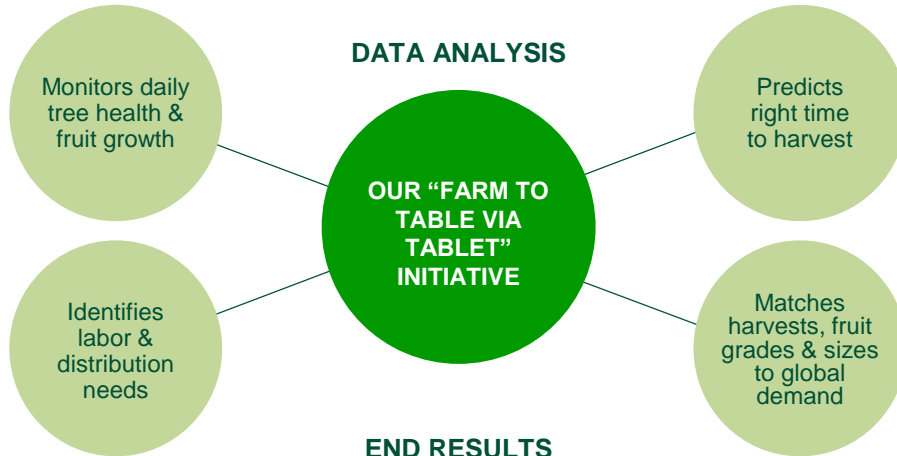 DATA ANALYSIS
Monitors daily
tree health &
fruit growth
Predicts
right time
to harvest
OUR “FARM TO
TABLE VIA
TABLET”
INITIATIVE
Identifies
labor &
distribution
needs
Matches
harvests, fruit
grades & sizes
to global
demand
END RESULTS